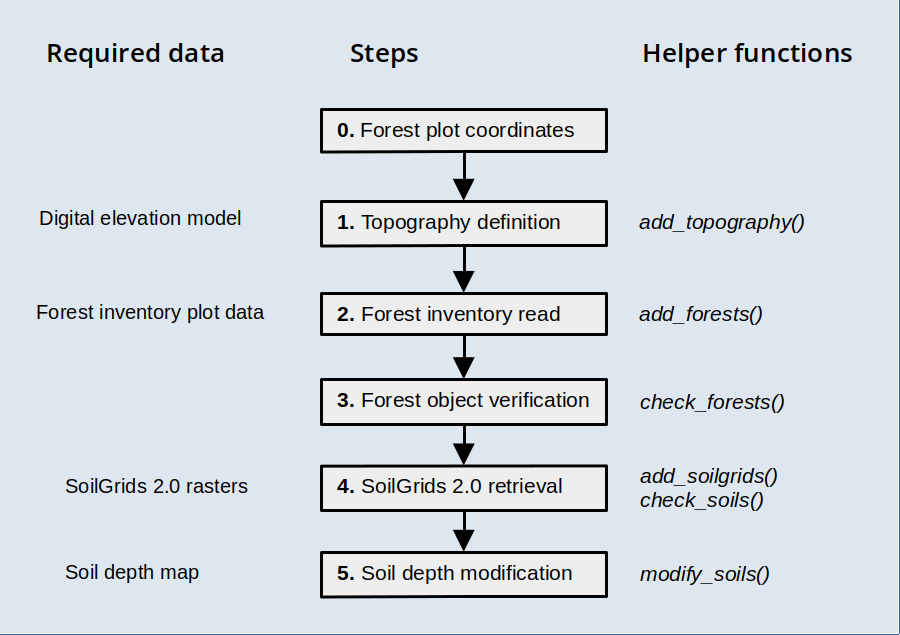 Required data
Steps
Helper functions
0. Forest plot coordinates
Digital elevation model
1. Topography definition
add_topography()
Forest inventory plot data
2. Forest inventory read
add_forests()
3. Forest object verification
check_forests()
SoilGrids 2.0 rasters
4. SoilGrids 2.0 retrieval
add_soilgrids()
check_soils()
Soil depth map
5. Soil depth modification
modify_soils()